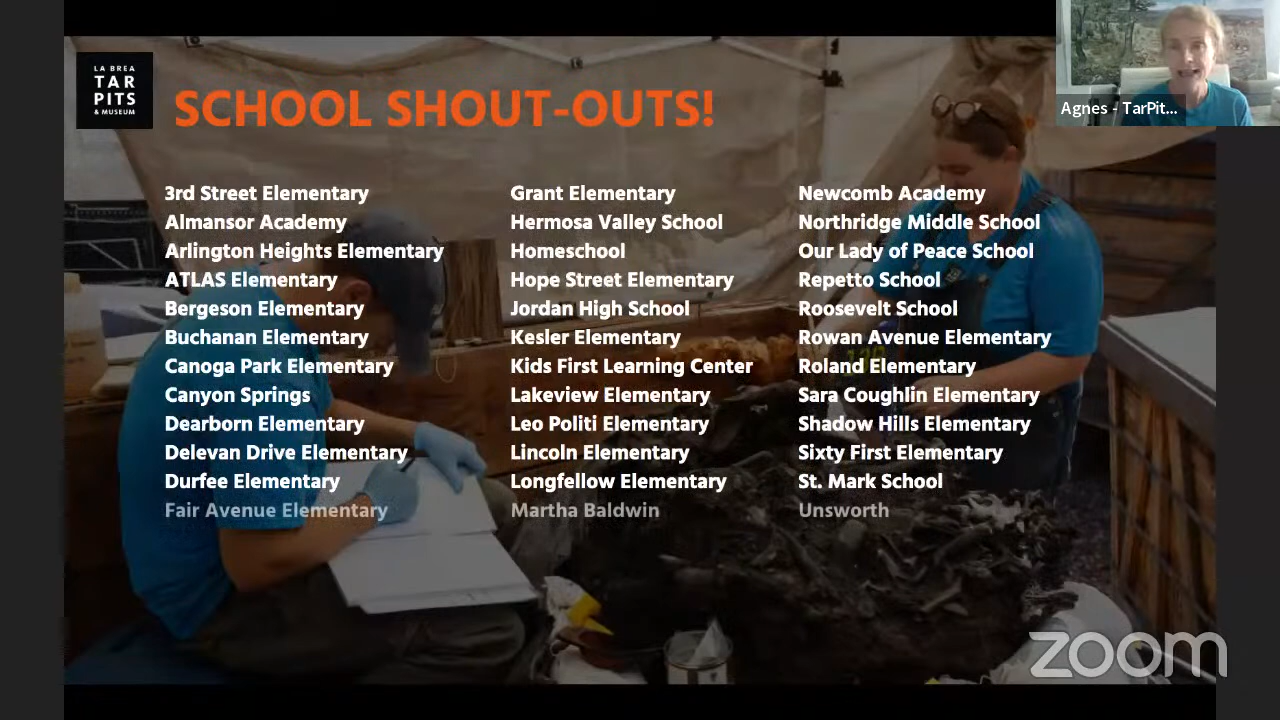 LA BREA
TAR
PITS
& MUSEUM
SCHOOL SHOUT-OUTS!
Agnes - TarPit...
3rd Street Elementary
Almansor Academy
Arlington Heights Elementary
ATLAS Elementary
Bergeson Elementary
Buchanan Elementary
Canoga Park Elementary
Canyon Springs
Dearborn Elementary
Delevan Drive Elementary
Durfee Elementary
Fair Avenue Elementary
Grant Elementary
Hermosa Valley School
Homeschool
Hope Street Elementary
Jordan High School
Kesler Elementary
Kids First Learning Center
Lakeview Elementary
Leo Politi Elementary
Lincoln Elementary
Longfellow Elementary
Martha Baldwin
Newcomb Academy
Northridge Middle School
Our Lady of Peace School
Repetto School
Roosevelt School
Rowan Avenue Elementary
Roland Elementary
Sara Coughlin Elementary
Shadow Hills Elementary
Sixty First Elementary
St. Mark School
Unsworth
zoom